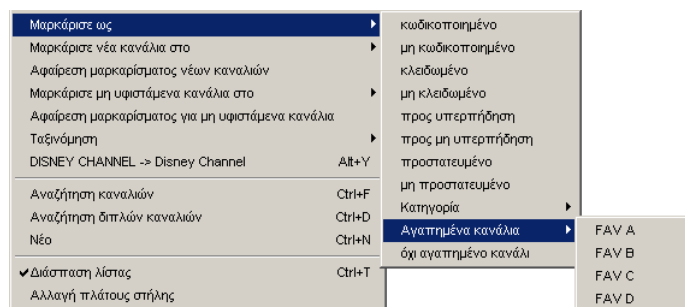 Μαρκάρισε ως
Μαρκάρισε νέα κανάλια στο
Αφαίρεση μαρκαρίσματος νέων καναλιών
Μαρκάρισε μη υφιστάμενα κανάλια στο
Αφαίρεση μαρκαρίσματος για μη υφιστάμενα κανάλια
Ταξινόμηση
DISNEY CHANNEL -> Disney Channel Alt+Y
Αναζήτηση καναλιών Ctrl+F
Αναζήτηση διπλών καναλιών Ctrl+D
Νέο Ctrl+N
Διάσπαση λίστας Ctrl+T
Αλλαγή πλάτους στήλης
κωδικοποιημένο
μη κωδικοποιημένο
κλειδωμένο
μη κλειδωμένο
προς υπερπήδηση
προς μη υπερπήδηση
προστατευμένο
μη προστατευμένο
Κατηγορία
Αγαπημένα κανάλια
όχι αγαπημένο κανάλι
FAV A
FAV B
FAV C
FAV D